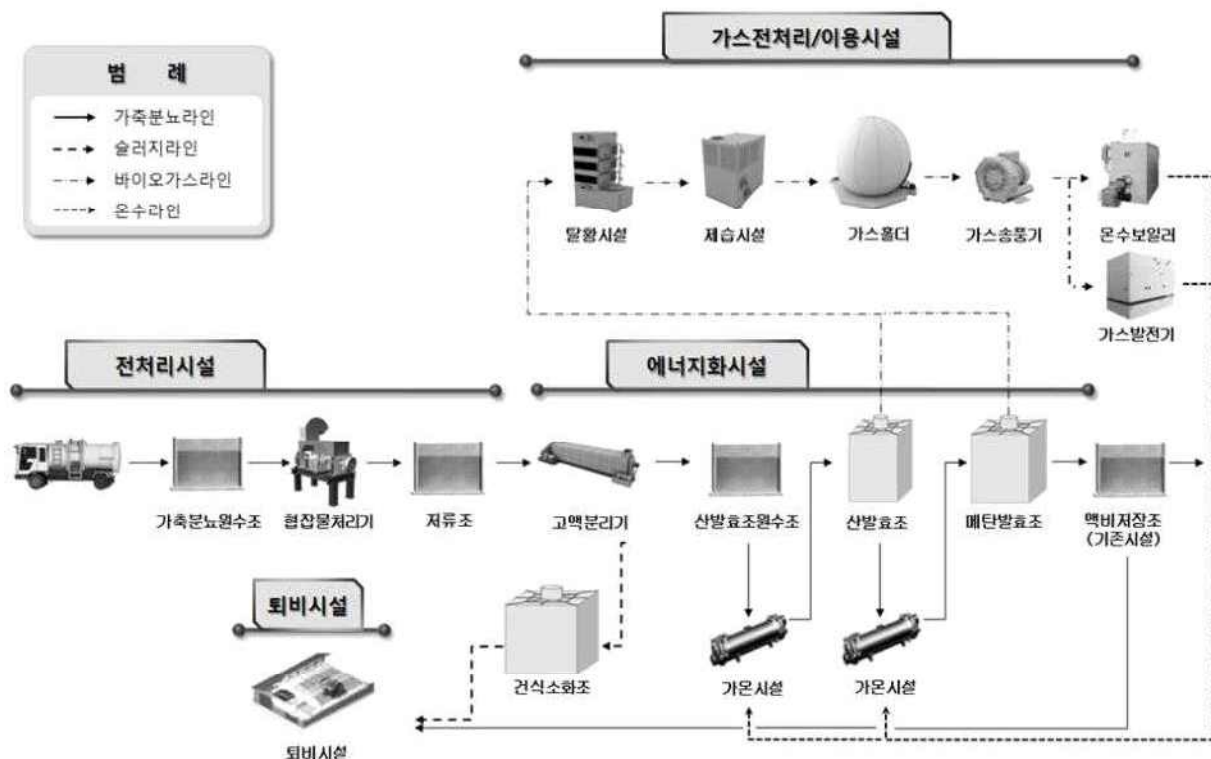 가스전처리/이용시설
범 례
가축분뇨라인
슬러지라인
바이오가스라인
온수라인
탈황시설
제습시설
가스홀더
가스송풍기
온수보일러
가스발전기
전처리시설
에너지화시설
가축분뇨원수조
협잡물처리기
저류조
고액분리기
산발효조원수조
산발효조
메탄발효조
액비저장조
(기존시설)
퇴비시설
건식소화조
가온시설
가온시설
퇴비시설